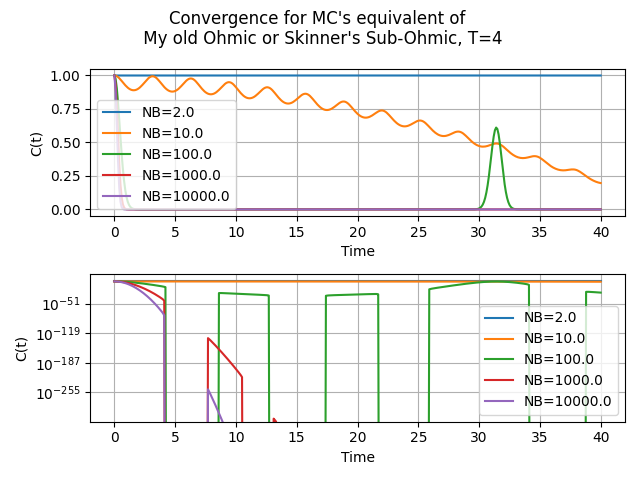 Convergence for MC's equivalent of
My old Ohmic or Skinner's Sub-Ohmic, T=4
1.00
0.75
0.50
0.25
0.00
C(t)
NB=2.0
NB=10.0
NB=100.0
NB=1000.0
NB=10000.0
0 5 10 15 20 25 30 35 40
Time
10⁻⁵¹
10⁻¹¹⁹
10⁻¹⁸⁷
10⁻²⁵⁵
C(t)
NB=2.0
NB=10.0
NB=100.0
NB=1000.0
NB=10000.0
0 5 10 15 20 25 30 35 40
Time